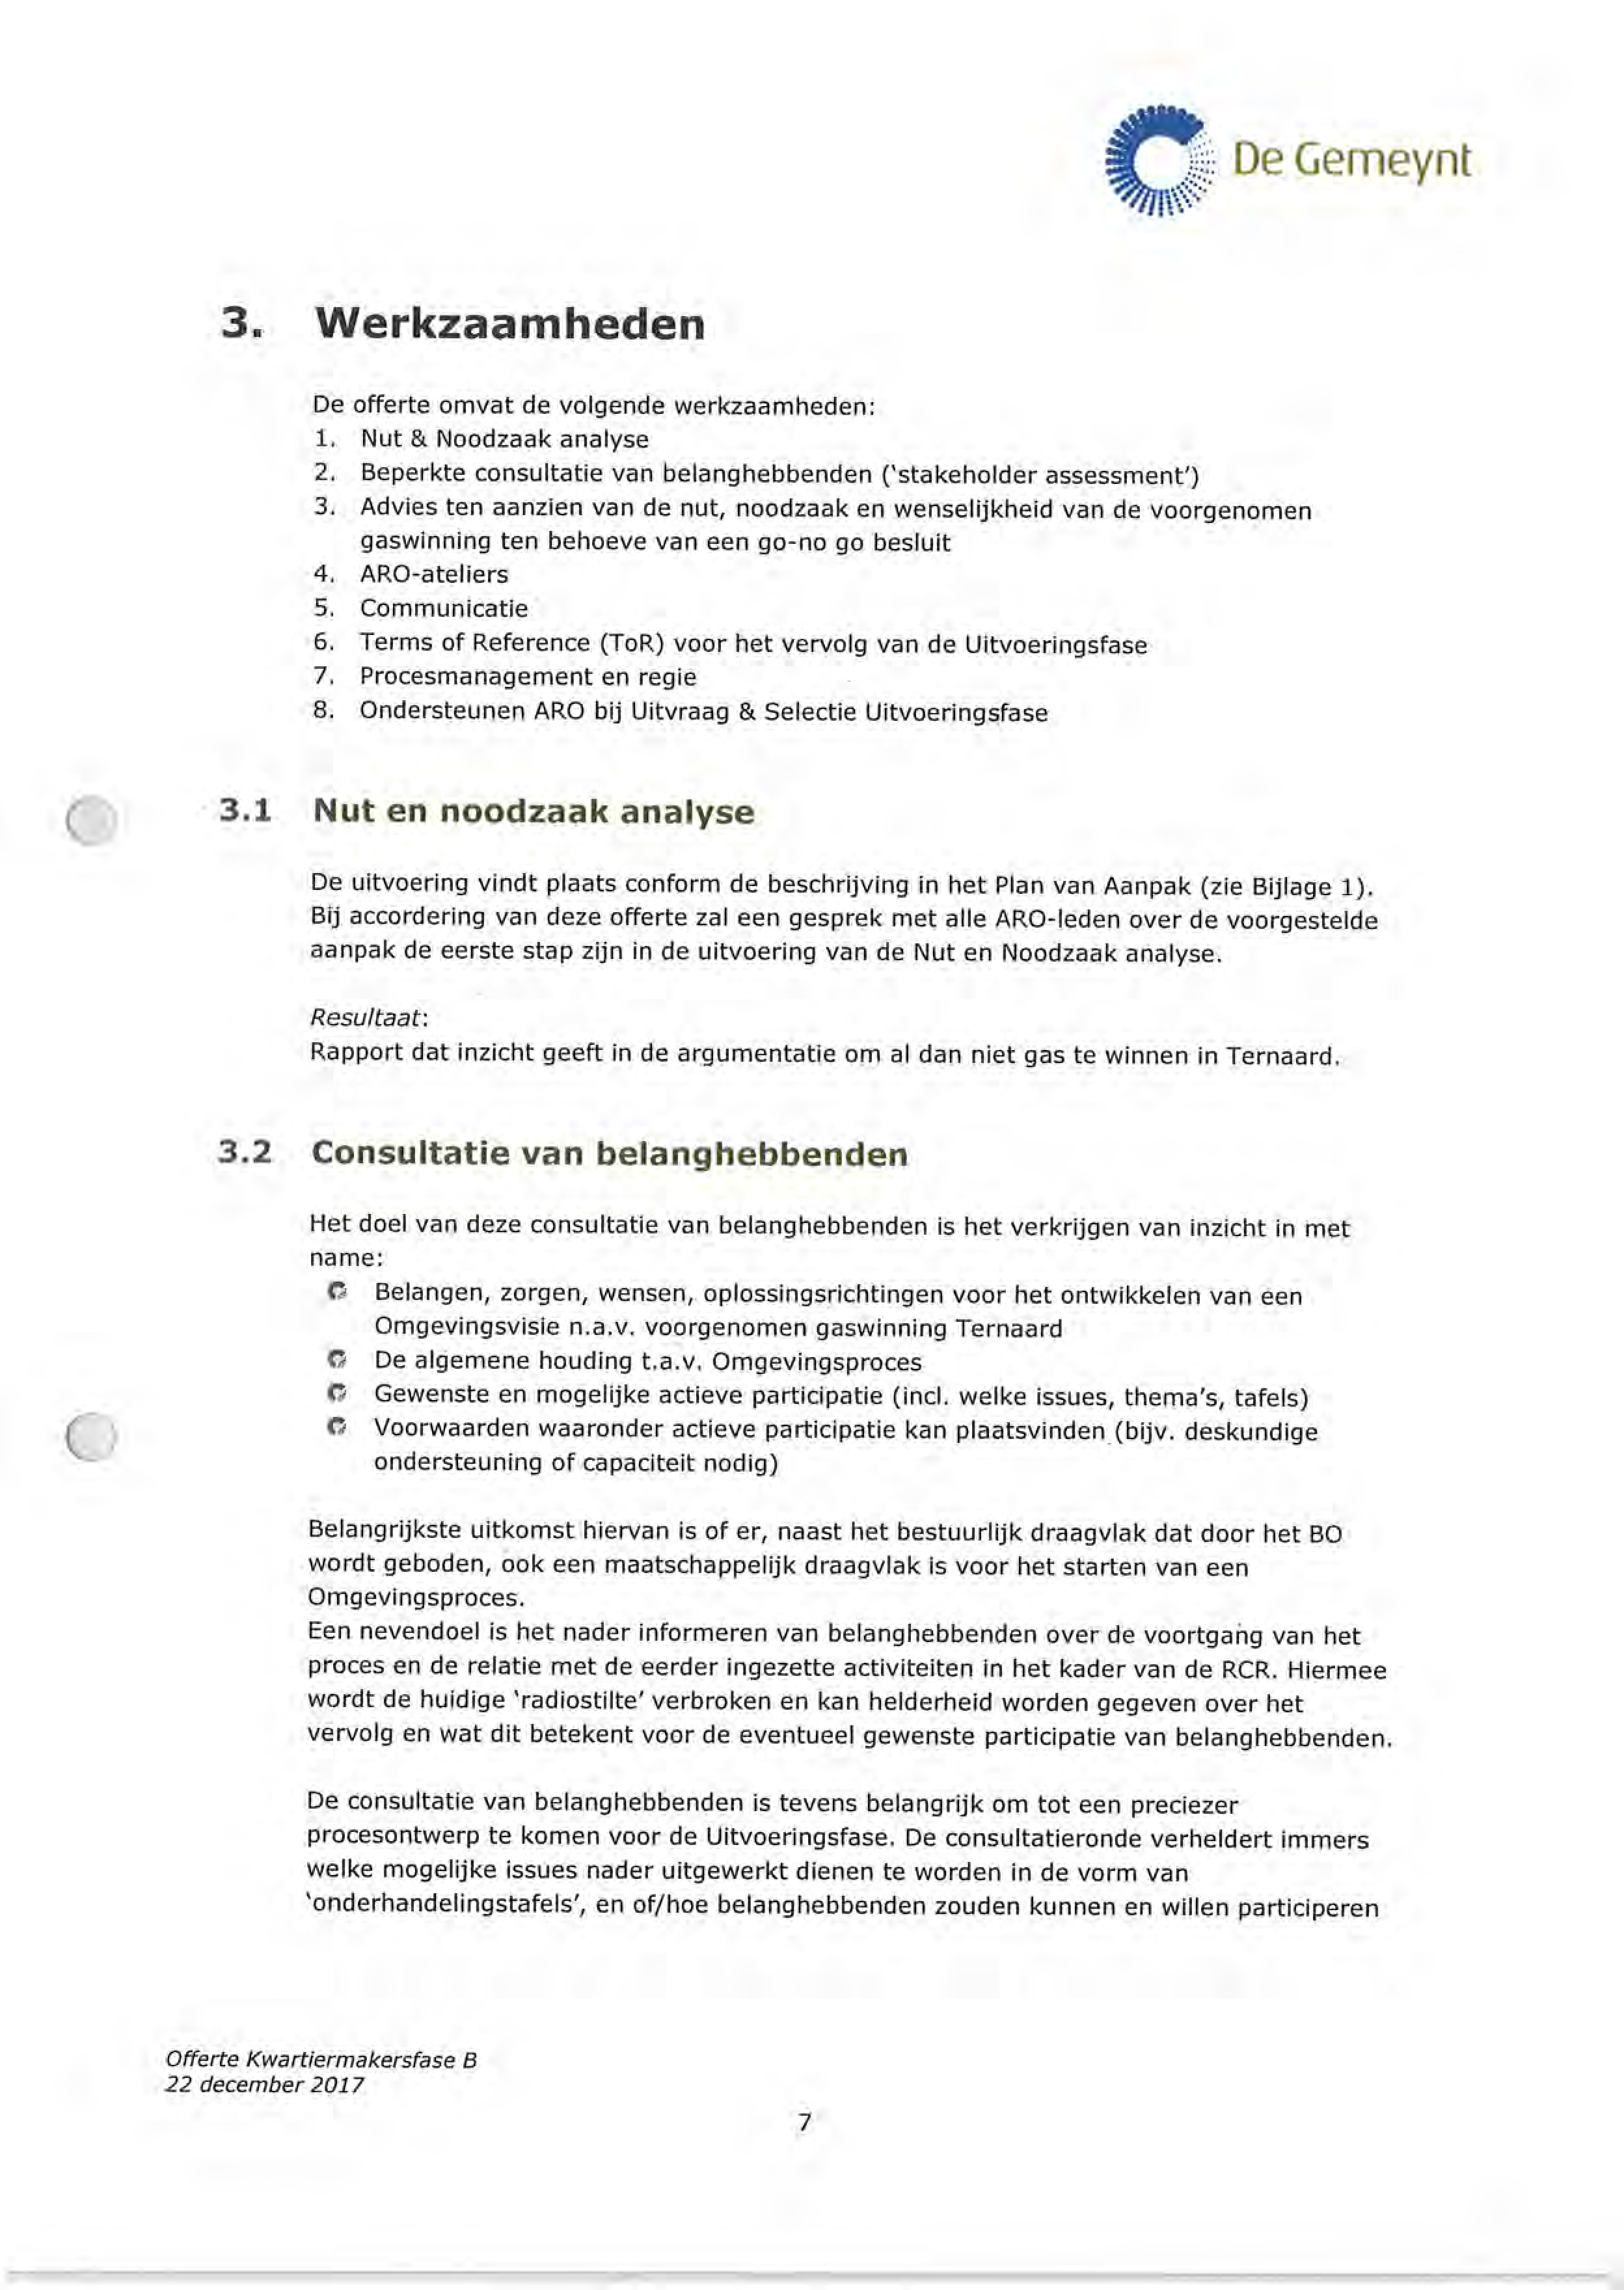 De Gemeynt
3. Werkzaamheden
De offerte omvat de volgende werkzaamheden:
1. Nut & Noodzaak analyse
2. Beperkte consultatie van belanghebbenden ('stakeholder assessment')
3. Advies ten aanzien van de nut, noodzaak en wenselijkheid van de voorgenomen
gaswinning ten behoeve van een go-no go besluit
4. ARO-ateliers
5. Communicatie
6. Terms of Reference (ToR) voor het vervolg van de Uitvoeringsfase
7. Procesmanagement en regie
8. Ondersteunen ARO bij Uitvraag & Selectie Uitvoeringsfase
3.1 Nut en noodzaak analyse
De uitvoering vindt plaats conform de beschrijving in het Plan van Aanpak (zie Bijlage 1).
Bij accordering van deze offerte zal een gesprek met alle ARO-leden over de voorgestelde
aanpak de eerste stap zijn in de uitvoering van de Nut en Noodzaak analyse.
Resultaat:
Rapport dat inzicht geeft in de argumentatie om al dan niet gas te winnen in Ternaard.
3.2 Consultatie van belanghebbenden
Het doel van deze consultatie van belanghebbenden is het verkrijgen van inzicht in met
name:
Belangen, zorgen, wensen, oplossingsrichtingen voor het ontwikkelen van een
Omgevingsvisie n.a.v. voorgenomen gaswinning Ternaard
De algemene houding t.a.v. Omgevingsproces
Gewenste en mogelijke actieve participatie (incl. welke issues, thema's, tafels)
Voorwaarden waaronder actieve participatie kan plaatsvinden (bijv. deskundige
ondersteuning of capaciteit nodig)
Belangrijkste uitkomst hiervan is of er, naast het bestuurlijk draagvlak dat door het BO
wordt geboden, ook een maatschappelijk draagvlak is voor het starten van een
Omgevingsproces.
Een nevendoel is het nader informeren van belanghebbenden over de voortgang van het
proces en de relatie met de eerder ingezette activiteiten in het kader van de RCR. Hiermee
wordt de huidige 'radiostilte' verbroken en kan helderheid worden gegeven over het
vervolg en wat dit betekent voor de eventueel gewenste participatie van belanghebbenden.
De consultatie van belanghebbenden is tevens belangrijk om tot een preciezer
procesontwerp te komen voor de Uitvoeringsfase. De consultatieronde verheldert immers
welke mogelijke issues nader uitgewerkt dienen te worden in de vorm van
'onderhandelingstafels', en of/hoe belanghebbenden zouden kunnen en willen participeren
Offerte Kwartiermakersfase B
22 december 2017
7